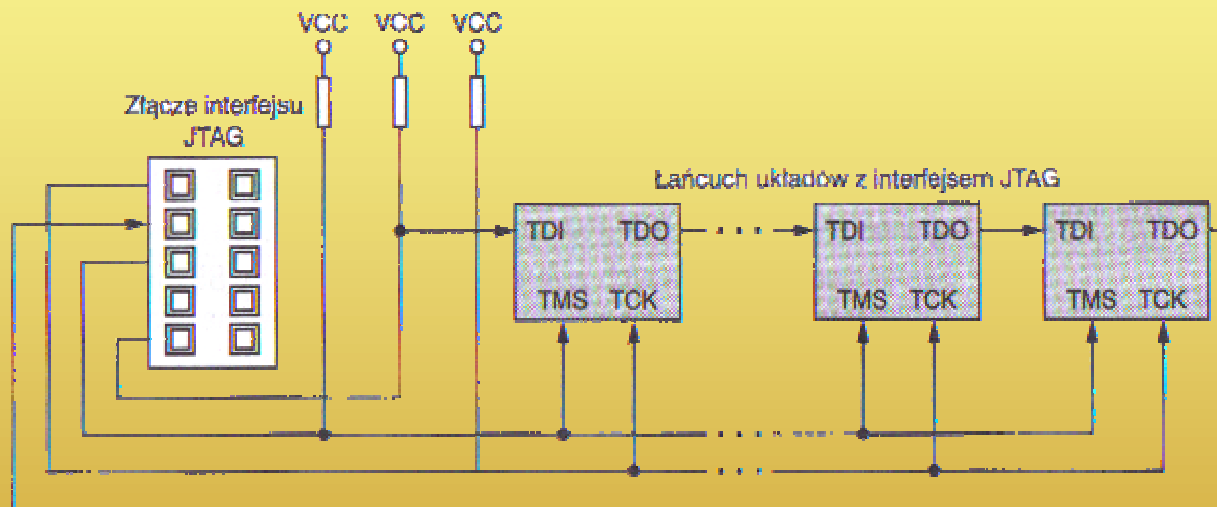 VCC VCC VCC
Złącze interfejsu
JTAG
Łańcuch układów z interfejsem JTAG
TDI TDO TDI TDO TDI TDO
TMS TCK TMS TCK TMS TCK